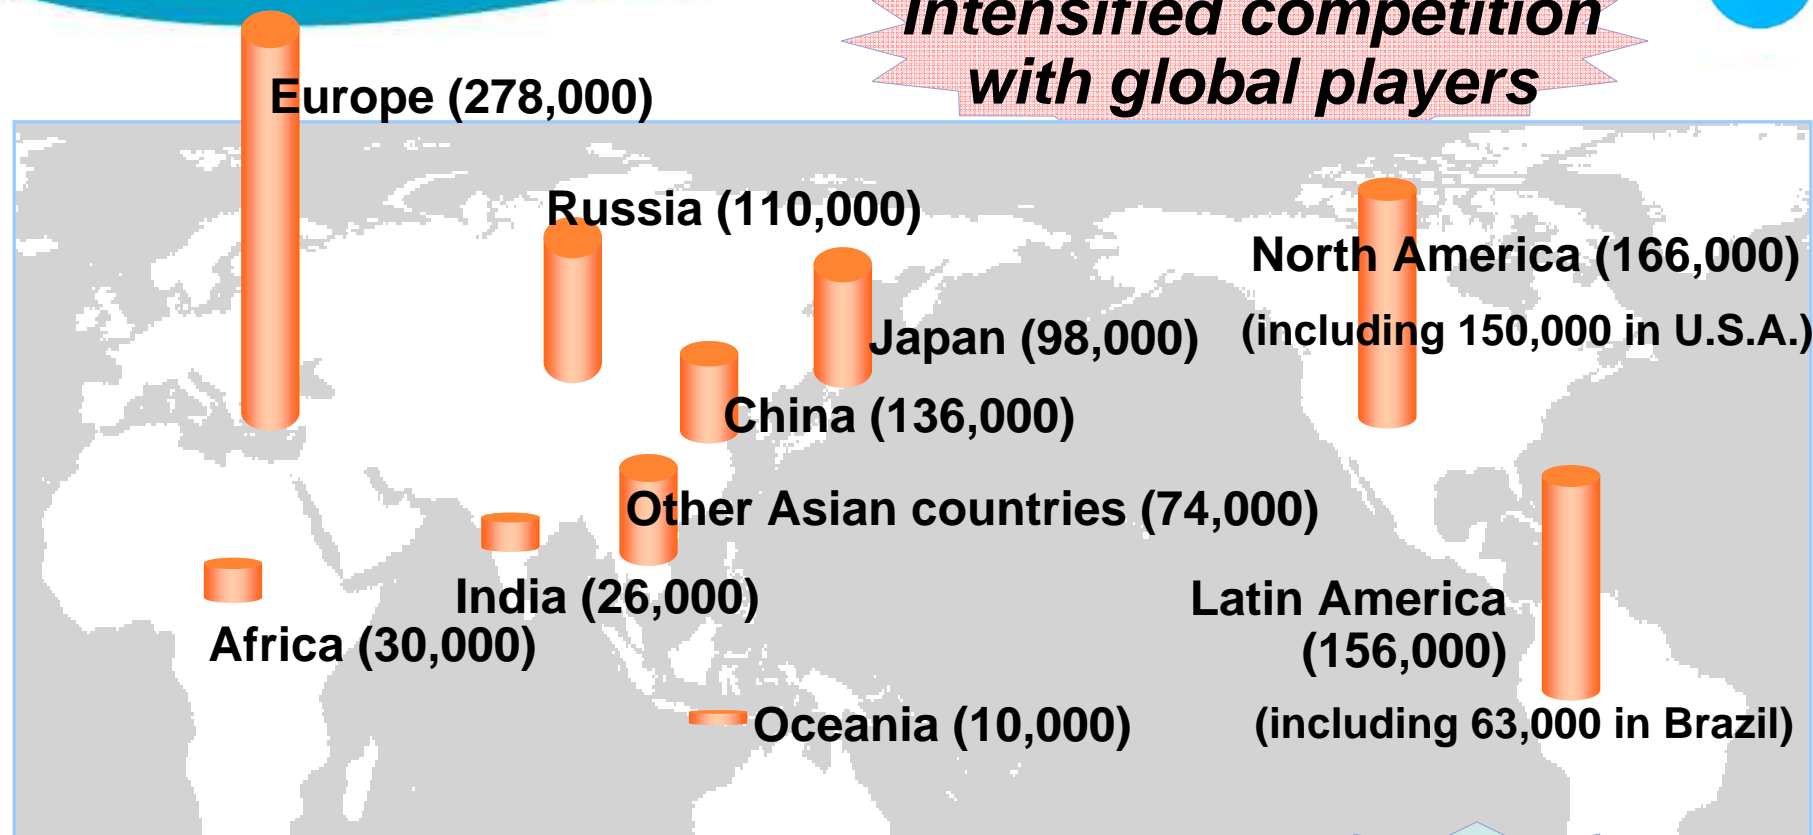 Intensified competition
with global players
Europe (278,000)
Russia (110,000)
North America (166,000)
(including 150,000 in U.S.A.)
Japan (98,000)
China (136,000)
Other Asian countries (74,000)
India (26,000)
Africa (30,000)
Latin America
(156,000)
(including 63,000 in Brazil)
Oceania (10,000)